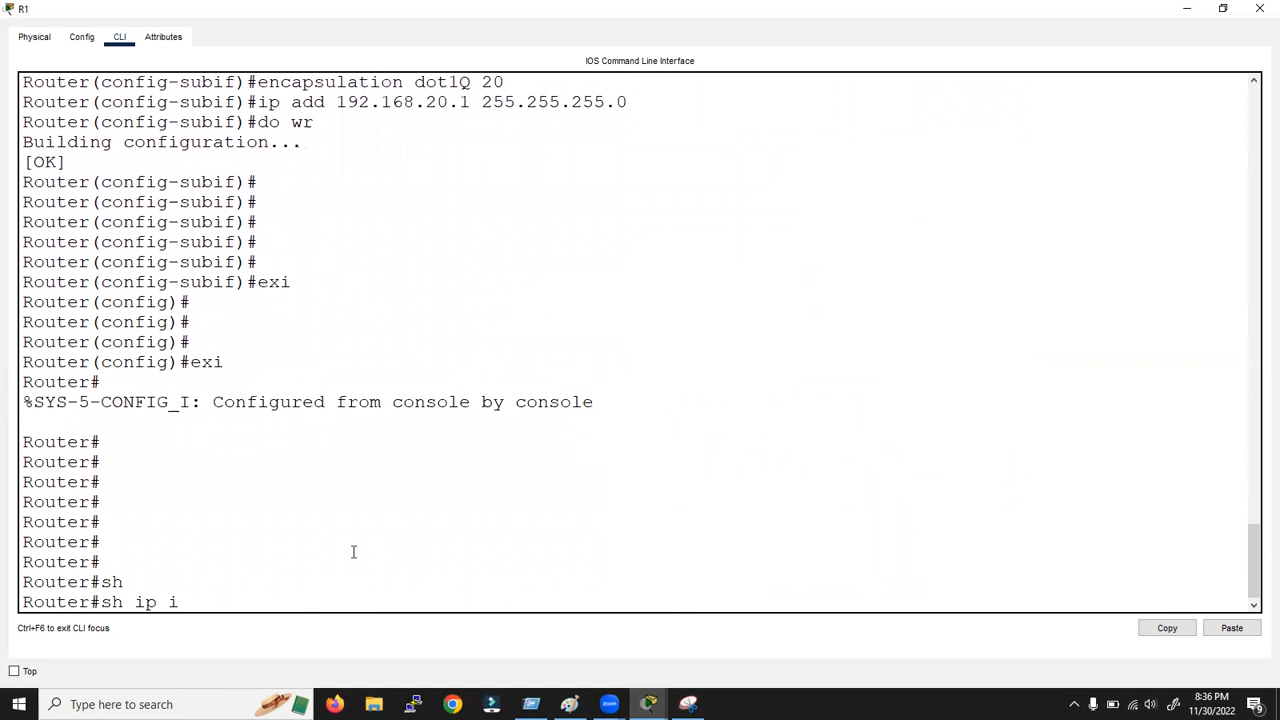 R1
Physical Config CLI Attributes
IOS Command Line Interface
Router(config-subif)#encapsulation dot1Q 20
Router(config-subif)#ip add 192.168.20.1 255.255.255.0
Router(config-subif)#do wr
Building configuration...
[OK]
Router(config-subif)#
Router(config-subif)#
Router(config-subif)#
Router(config-subif)#
Router(config-subif)#
Router(config-subif)#exi
Router(config)#
Router(config)#
Router(config)#
Router(config)#exi
Router#
%SYS-5-CONFIG_I: Configured from console by console
Router#
Router#
Router#
Router#
Router#
Router#
Router#
Router#sh
Router#sh ip i
Ctrl+F6 to exit CLI focus
Copy Paste
Top
Type here to search
8:36 PM
11/30/2022